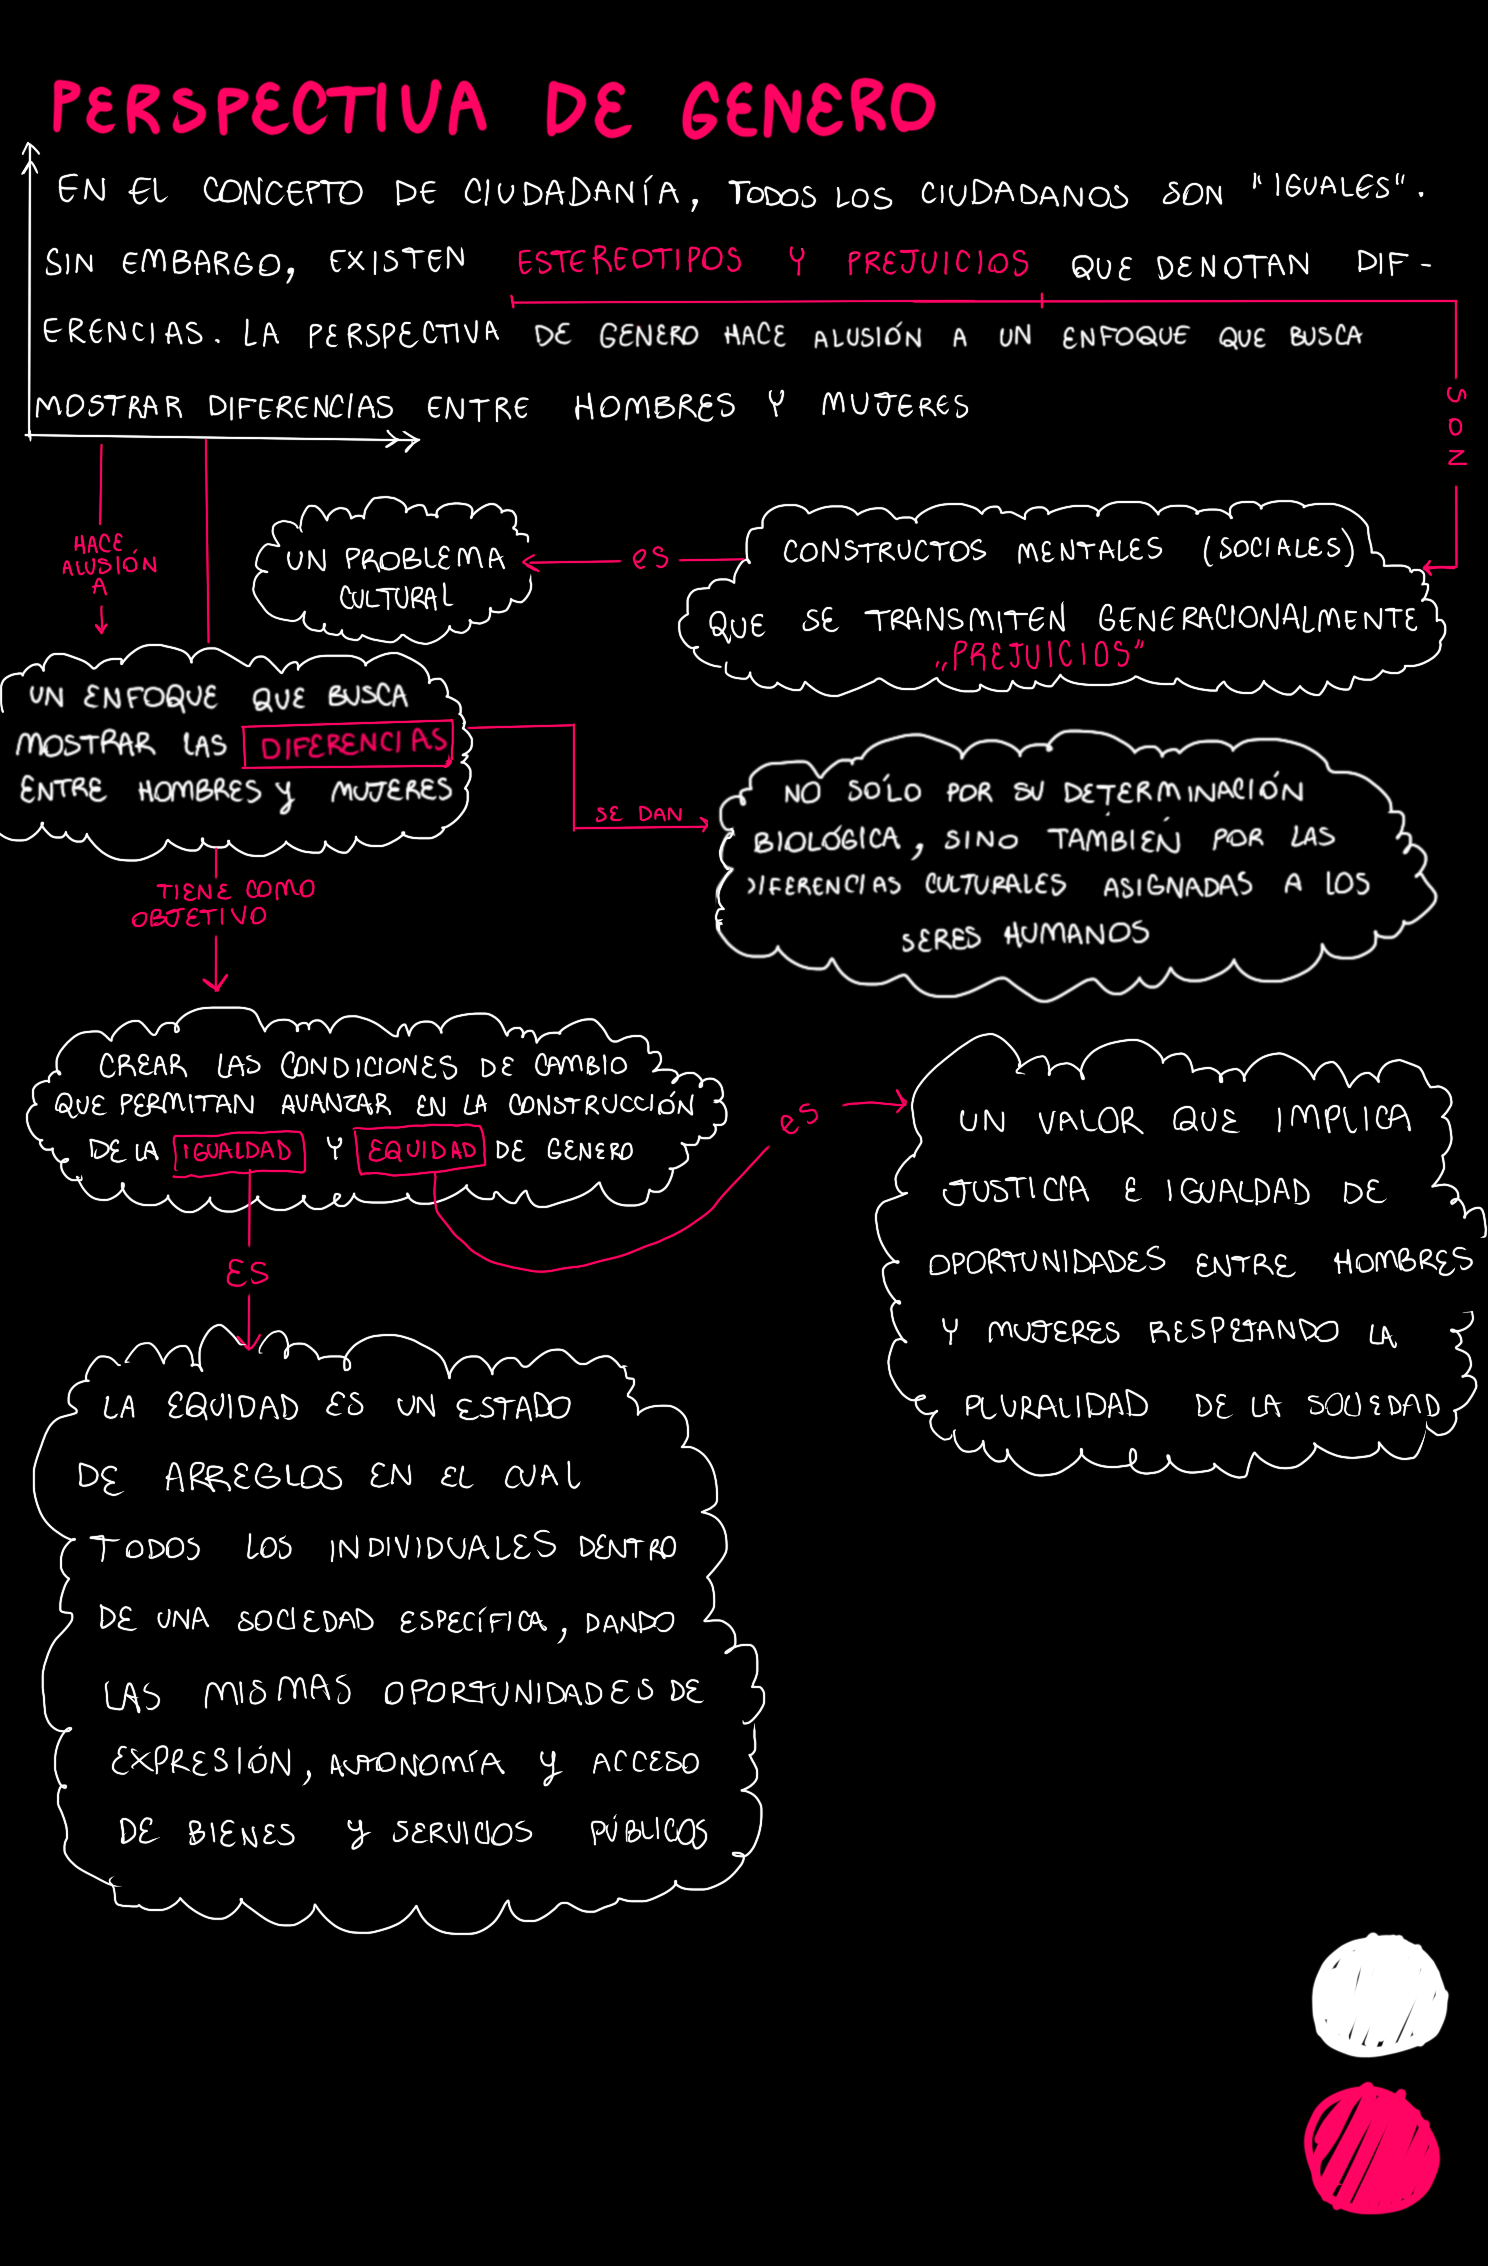 PERSPECTIVA DE GENERO
EN EL CONCEPTO DE CIUDADANÍA, TODOS LOS CIUDADANOS SON "IGUALES".
SIN EMBARGO, EXISTEN ESTEREOTIPOS Y PREJUICIOS QUE DENOTAN DIF-
ERENCIAS. LA PERSPECTIVA DE GENERO HACE ALUSIÓN A UN ENFOQUE QUE BUSCA
MOSTRAR DIFERENCIAS ENTRE HOMBRES Y MUJERES
SON
CONSTRUCTOS MENTALES (SOCIALES)
QUE SE TRANSMITEN GENERACIONALMENTE
„PREJUICIOS"
es
UN PROBLEMA
CULTURAL
HACE
ALUSIÓN
A
UN ENFOQUE QUE BUSCA
MOSTRAR LAS DIFERENCIAS
ENTRE HOMBRES Y MUJERES
SE DAN
NO SÓLO POR SU DETERMINACIÓN
BIOLÓGICA, SINO TAMBIÉN POR LAS
DIFERENCIAS CULTURALES ASIGNADAS A LOS
SERES HUMANOS
TIENE COMO
OBJETIVO
CREAR LAS CONDICIONES DE CAMBIO
QUE PERMITAN AVANZAR EN LA CONSTRUCCIÓN
DE LA IGUALDAD Y EQUIDAD DE GENERO
es
UN VALOR QUE IMPLICA
JUSTICIA E IGUALDAD DE
OPORTUNIDADES ENTRE HOMBRES
Y MUJERES RESPETANDO LA
PLURALIDAD DE LA SOCIEDAD
ES
LA EQUIDAD ES UN ESTADO
DE ARREGLOS EN EL CUAL
TODOS LOS INDIVIDUALES DENTRO
DE UNA SOCIEDAD ESPECÍFICA, DANDO
LAS MISMAS OPORTUNIDADES DE
EXPRESIÓN, AUTONOMÍA Y ACCESO
DE BIENES Y SERVICIOS PÚBLICOS